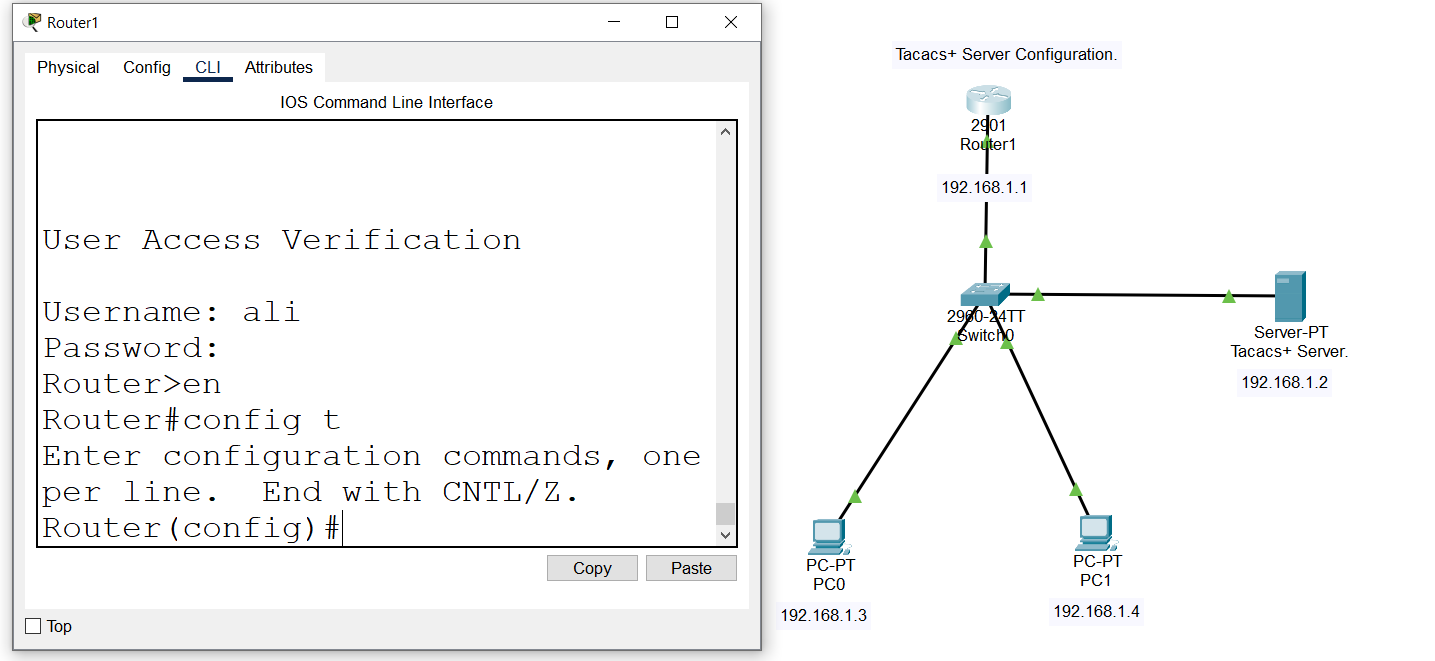 Router1
Physical Config CLI Attributes
IOS Command Line Interface
User Access Verification
Username: ali
Password:
Router>en
Router#config t
Enter configuration commands, one
per line.  End with CNTL/Z.
Router(config)#
Copy Paste
Top
Tacacs+ Server Configuration.
2901
Router1
192.168.1.1
2960-24TT
Switch0
Server-PT
Tacacs+ Server.
192.168.1.2
PC-PT
PC0
192.168.1.3
PC-PT
PC1
192.168.1.4